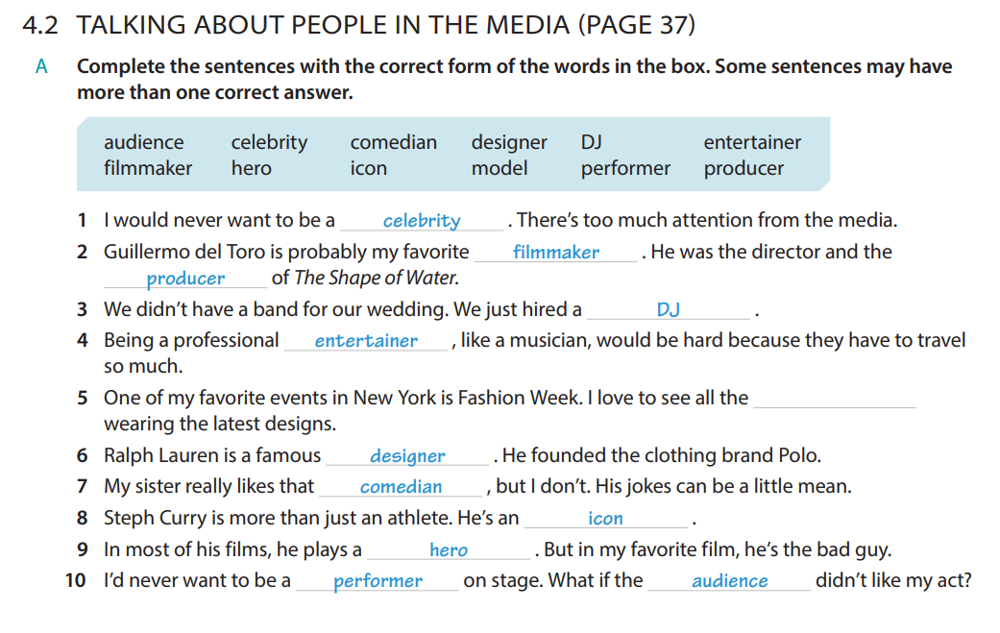 4.2 TALKING ABOUT PEOPLE IN THE MEDIA (PAGE 37)
A Complete the sentences with the correct form of the words in the box. Some sentences may have
more than one correct answer.
audience celebrity comedian designer DJ entertainer
filmmaker hero icon model performer producer
1 I would never want to be a celebrity . There’s too much attention from the media.
2 Guillermo del Toro is probably my favorite filmmaker . He was the director and the
producer of The Shape of Water.
3 We didn’t have a band for our wedding. We just hired a DJ .
4 Being a professional entertainer , like a musician, would be hard because they have to travel
so much.
5 One of my favorite events in New York is Fashion Week. I love to see all the
wearing the latest designs.
6 Ralph Lauren is a famous designer . He founded the clothing brand Polo.
7 My sister really likes that comedian , but I don’t. His jokes can be a little mean.
8 Steph Curry is more than just an athlete. He’s an icon .
9 In most of his films, he plays a hero . But in my favorite film, he’s the bad guy.
10 I’d never want to be a performer on stage. What if the audience didn’t like my act?